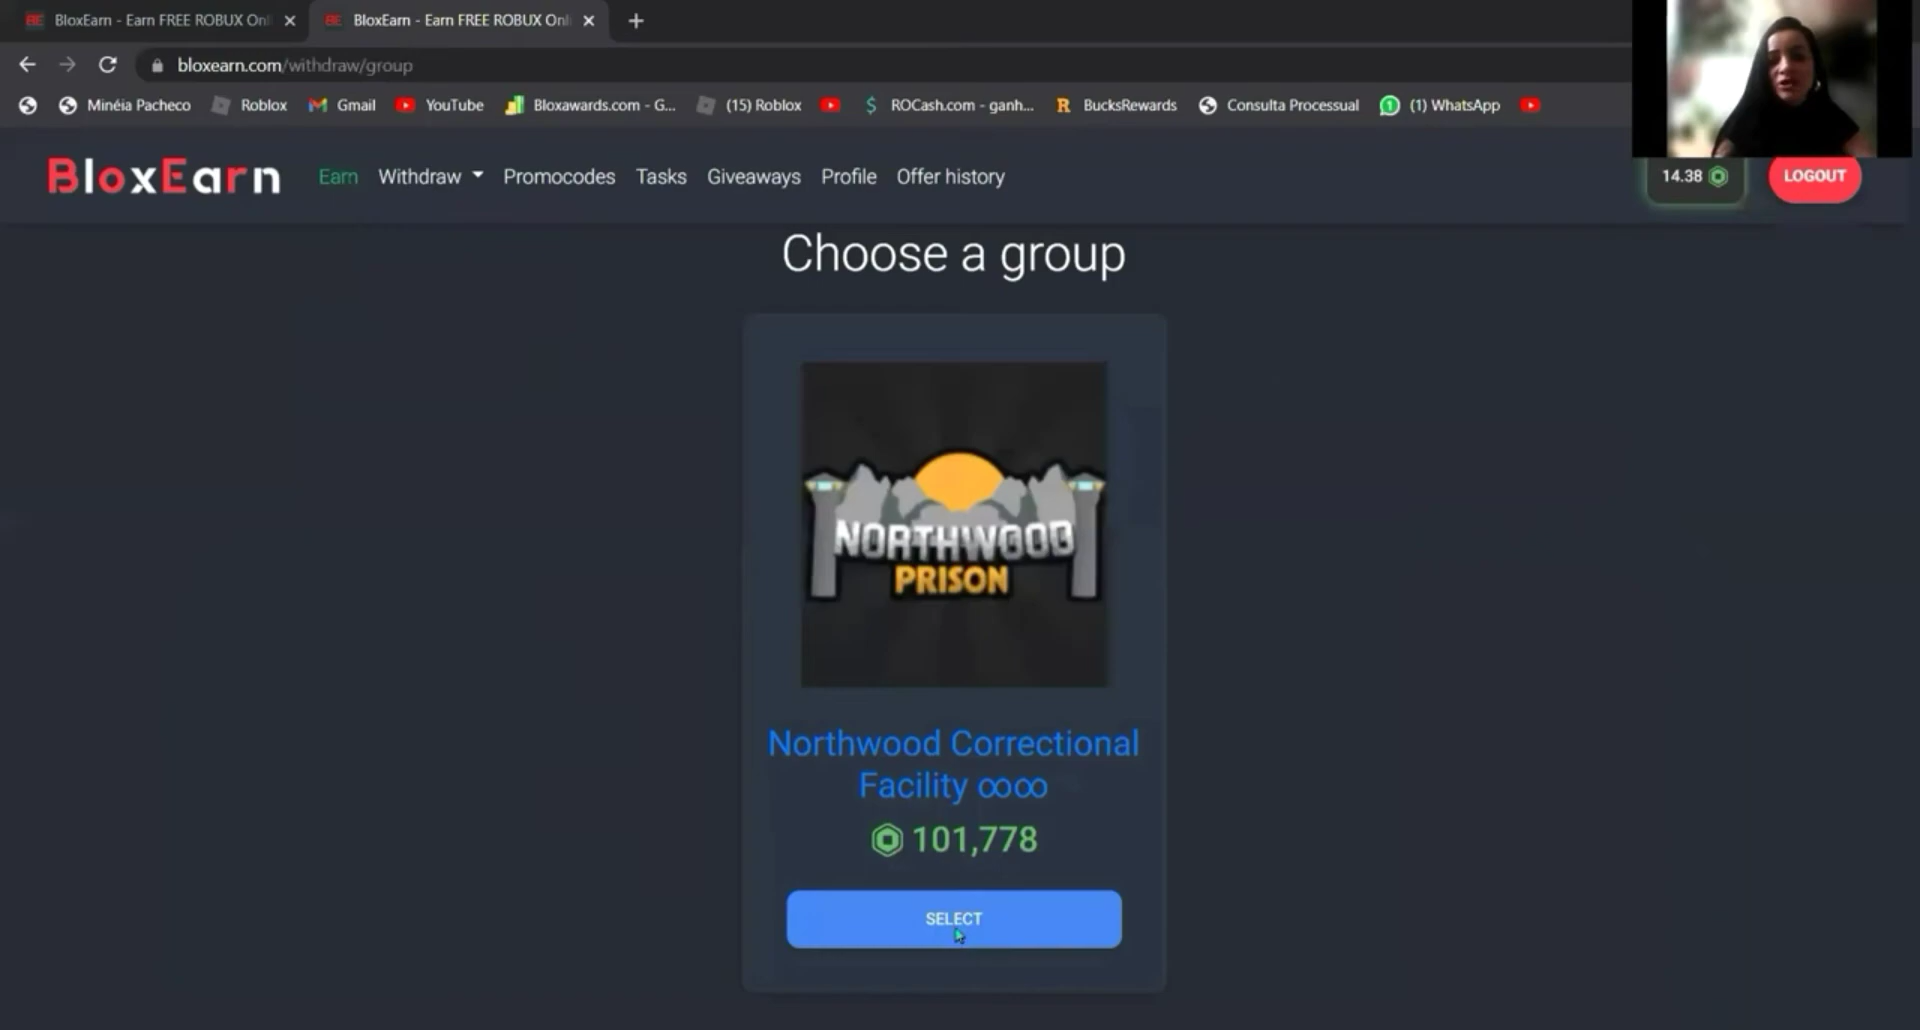 BloxEarn - Earn FREE ROBUX Onl
BloxEarn - Earn FREE ROBUX Onl
bloxearn.com/withdraw/group
Minéia Pacheco
Roblox
Gmail
YouTube
Bloxawards.com - G...
(15) Roblox
ROCash.com - ganh...
BucksRewards
Consulta Processual
(1) WhatsApp
BloxEarn
Earn
Withdraw
Promocodes
Tasks
Giveaways
Profile
Offer history
14.38
LOGOUT
Choose a group
NORTHWOOD
PRISON
Northwood Correctional
Facility ∞∞
101,778
SELECT